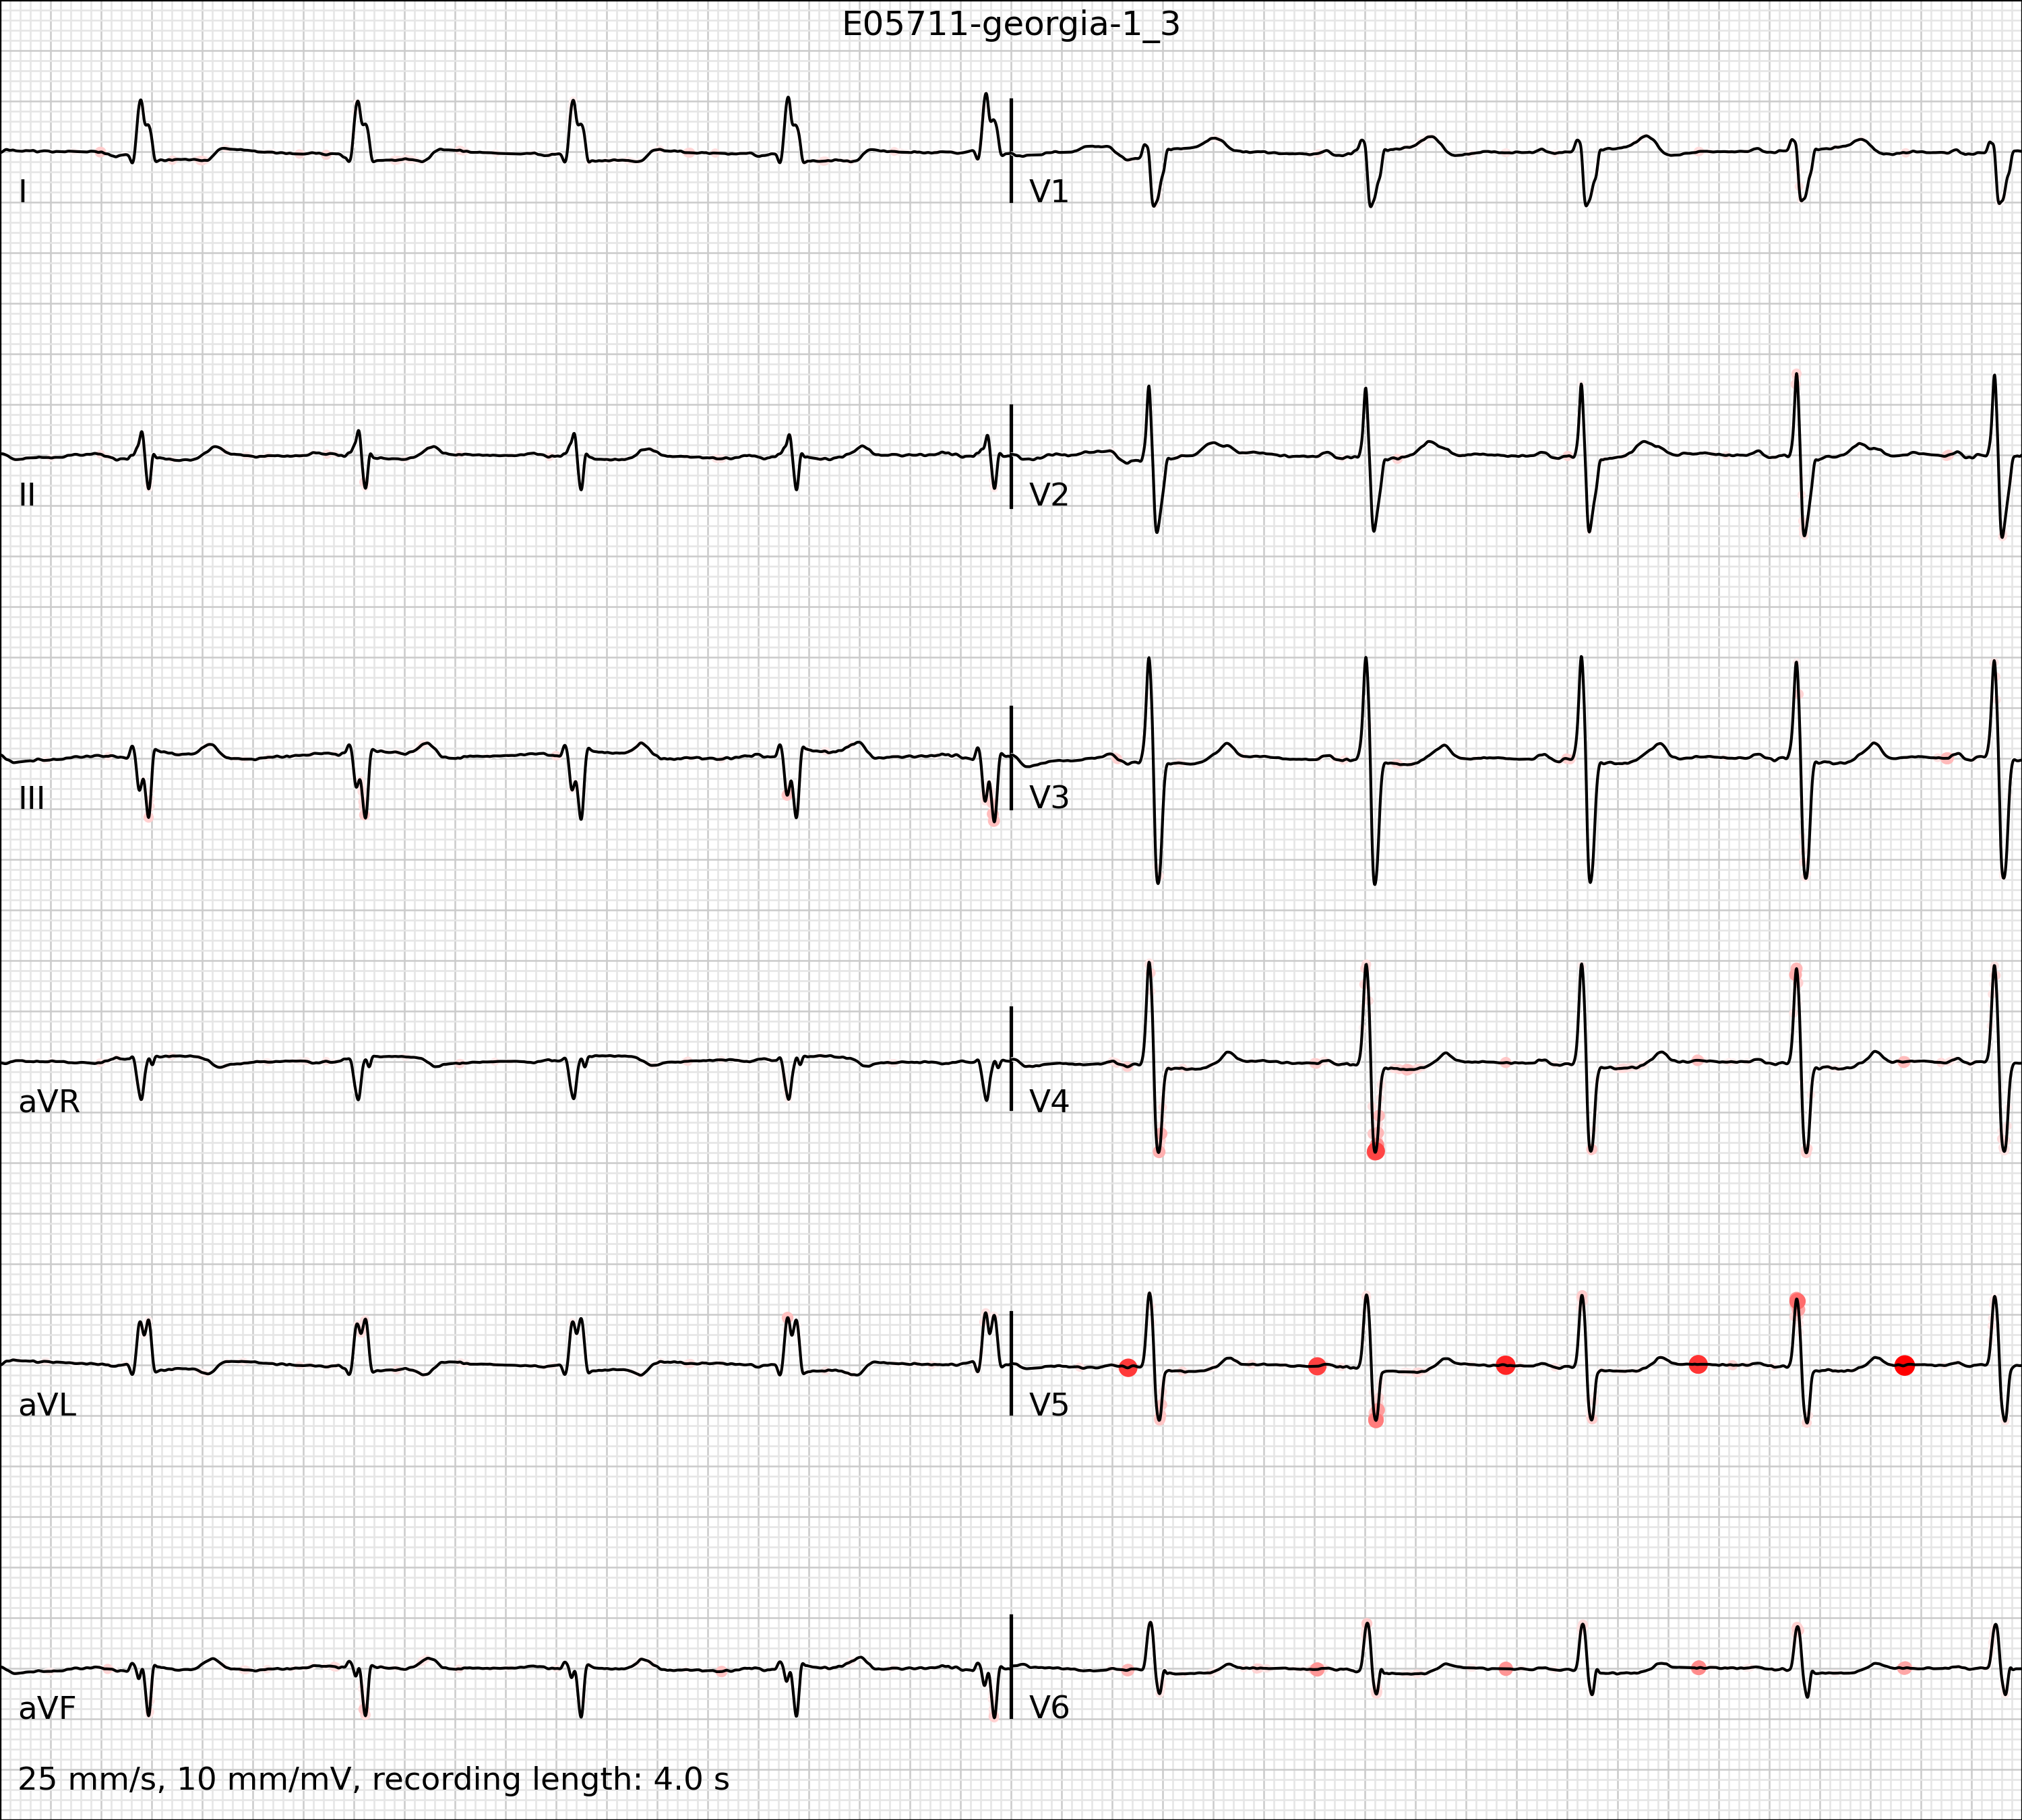 E05711-georgia-1_3
I
V1
II
V2
III
V3
aVR
V4
aVL
V5
aVF
V6
25 mm/s, 10 mm/mV, recording length: 4.0 s